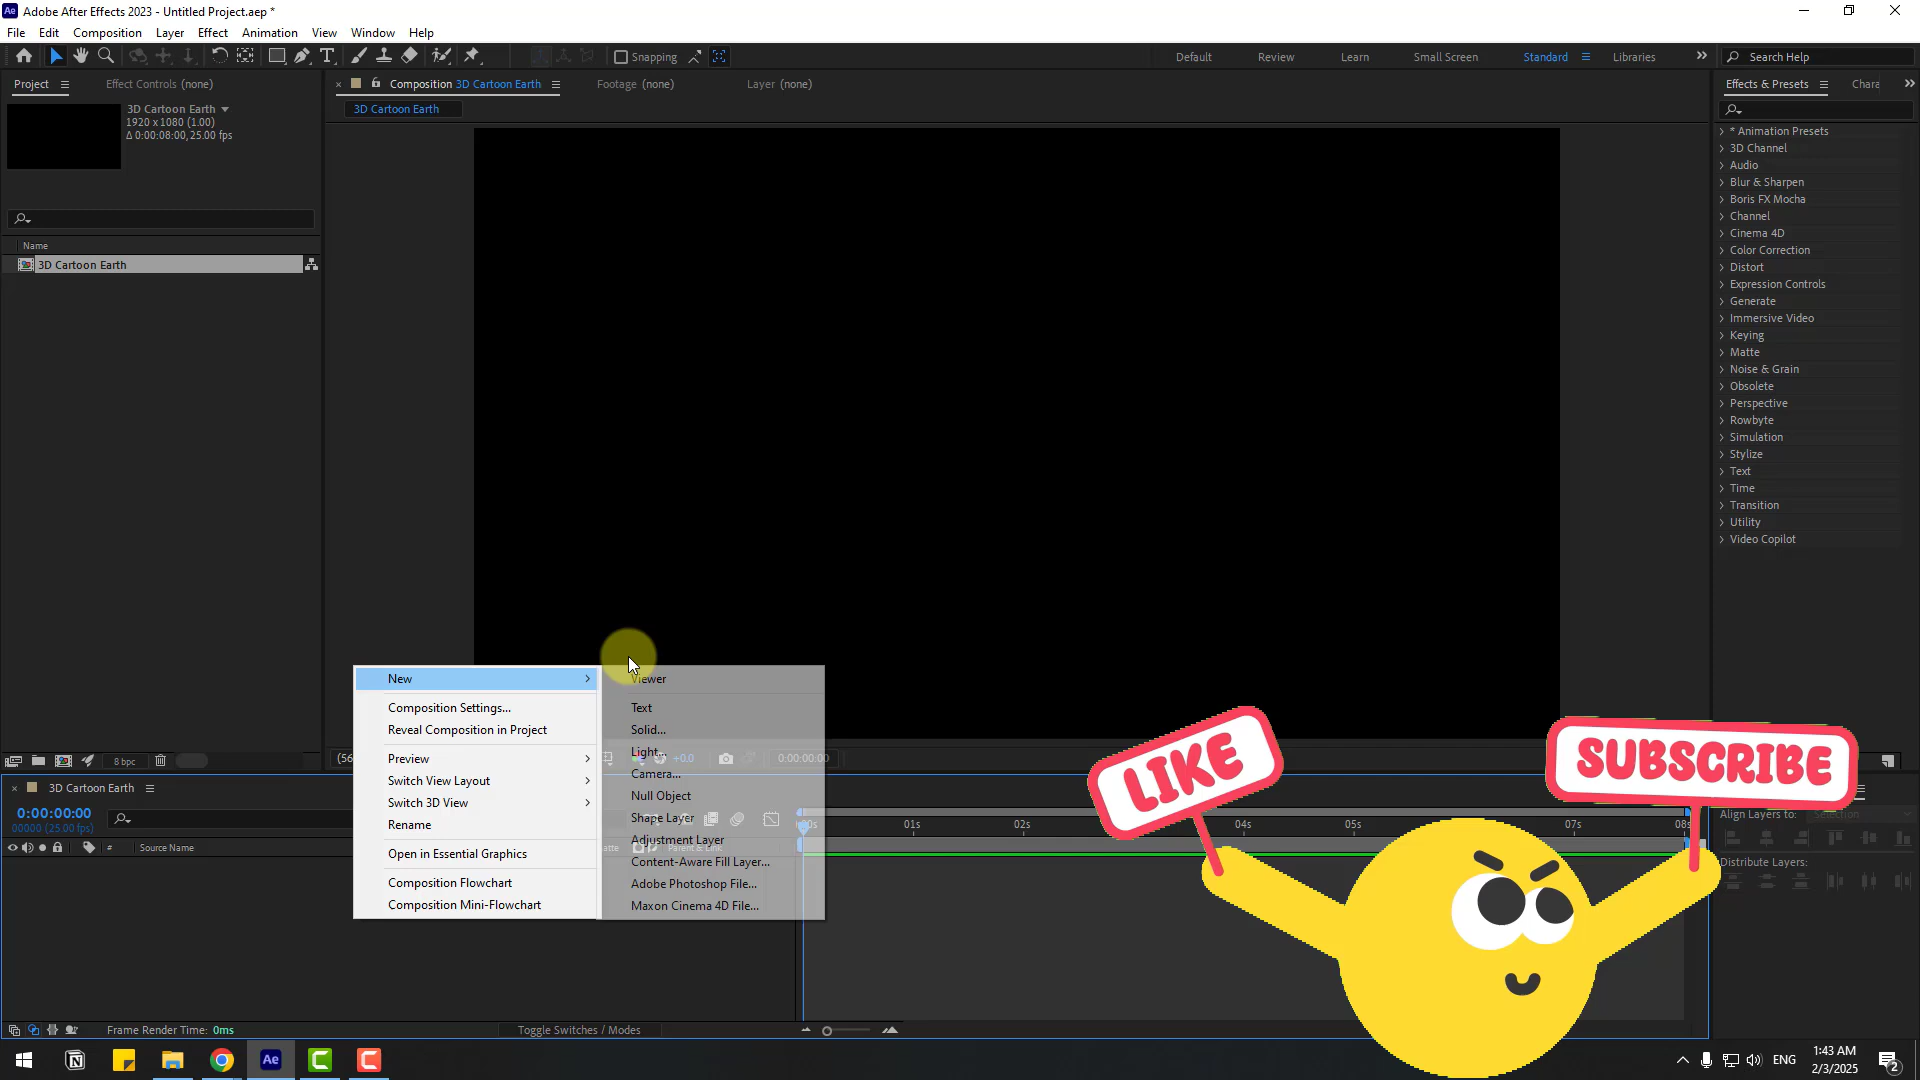 Ae Adobe After Effects 2023 - Untitled Project.aep *
File Edit Composition Layer Effect Animation View Window Help
Snapping
Default Review Learn Small Screen Standard Libraries Search Help
Project Effect Controls (none)
Composition 3D Cartoon Earth Footage (none) Layer (none)
Effects & Presets Chara
3D Cartoon Earth
1920 x 1080 (1.00)
Δ 0:00:08:00, 25.00 fps
3D Cartoon Earth
Name
3D Cartoon Earth
* Animation Presets
3D Channel
Audio
Blur & Sharpen
Boris FX Mocha
Channel
Cinema 4D
Color Correction
Distort
Expression Controls
Generate
Immersive Video
Keying
Matte
Noise & Grain
Obsolete
Perspective
Rowbyte
Simulation
Stylize
Text
Time
Transition
Utility
Video Copilot
New
Composition Settings...
Reveal Composition in Project
Preview
Switch View Layout
Switch 3D View
Rename
Open in Essential Graphics
Composition Flowchart
Composition Mini-Flowchart
Viewer
Text
Solid...
Light...
Camera...
Null Object
Shape Layer
Adjustment Layer
Content-Aware Fill Layer...
Adobe Photoshop File...
Maxon Cinema 4D File...
8 bpc
(56
+0.0 0:00:00:00
LIKE
SUBSCRIBE
3D Cartoon Earth
0:00:00:00
00000 (25.00 fps)
# Source Name
Parent & Link
01s 02s 04s 05s 07s 08s
Align Layers to: Selection
Distribute Layers:
Frame Render Time: 0ms
Toggle Switches / Modes
Ae
ENG
1:43 AM
2/3/2025
2